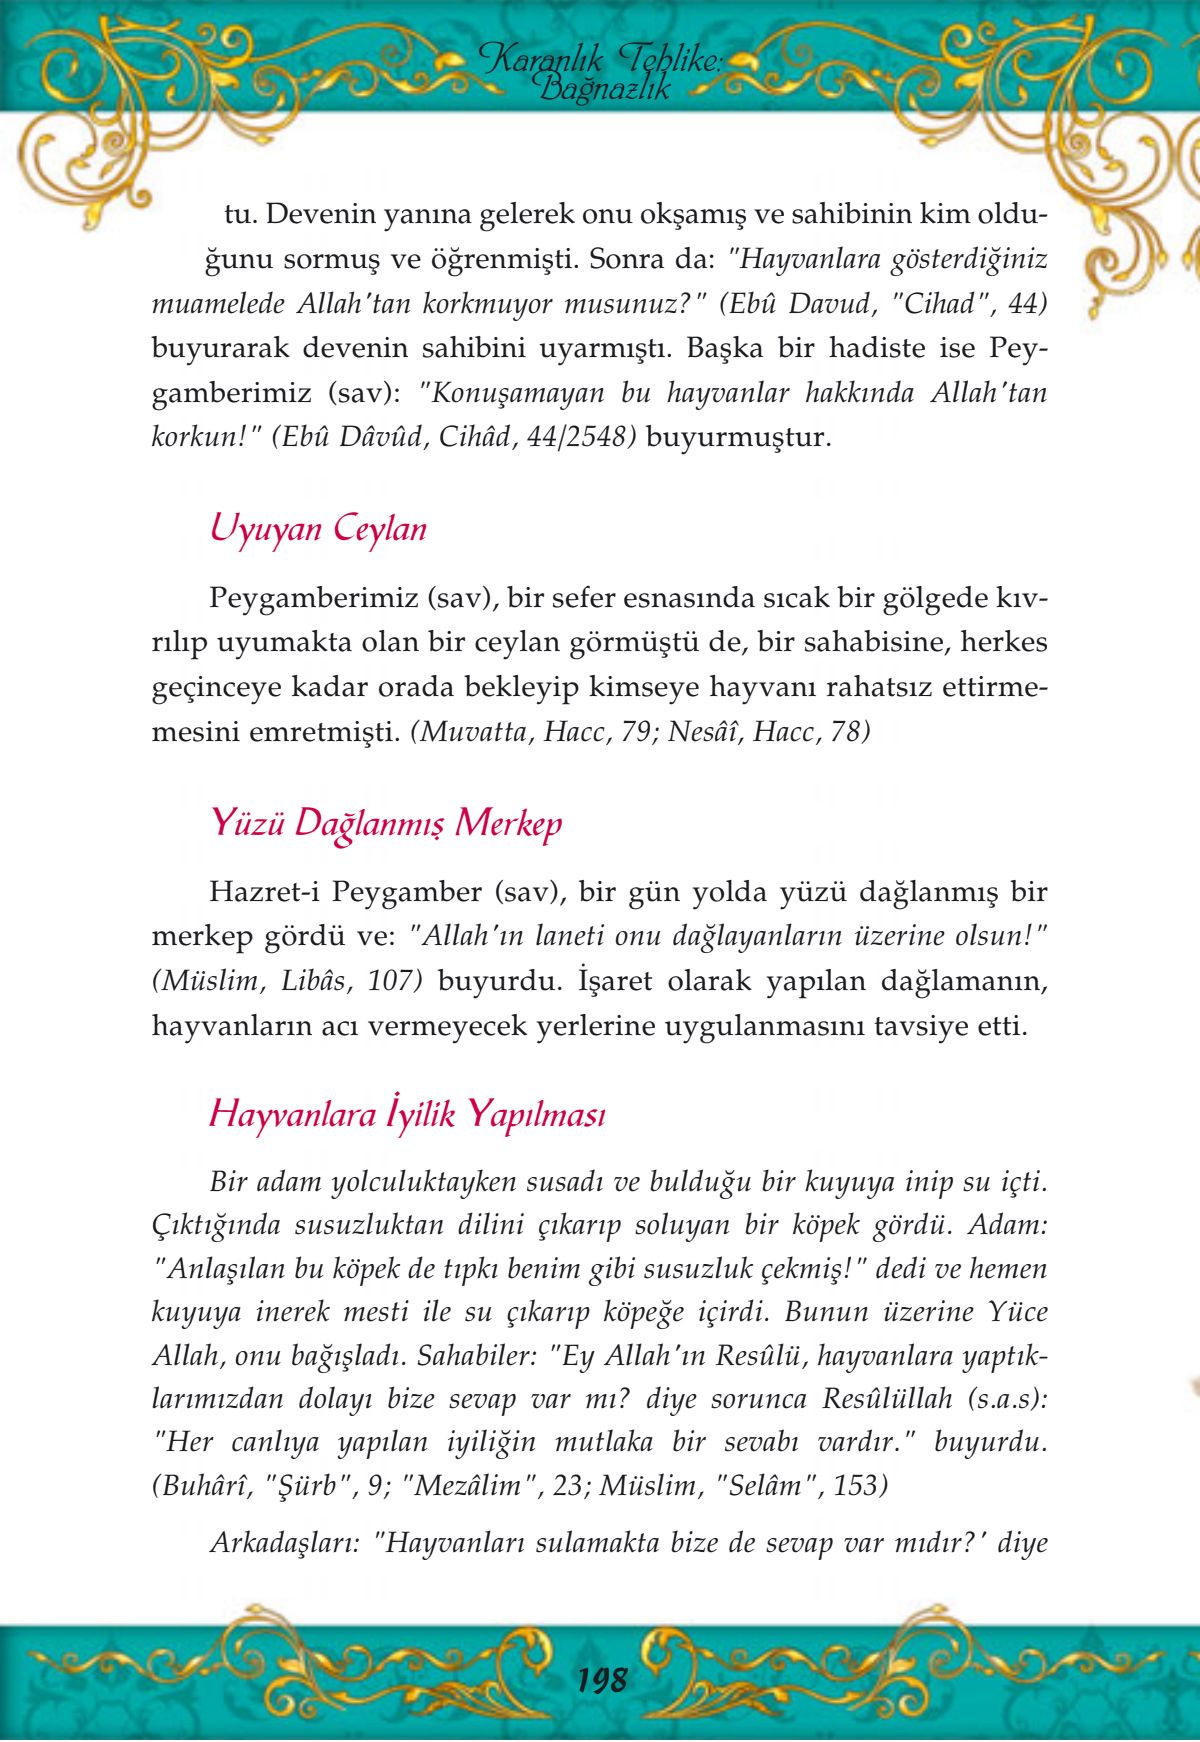 Karanlık Tehlike:
Bağnazlık
tu. Devenin yanına gelerek onu okşamış ve sahibinin kim oldu-
ğunu sormuş ve öğrenmişti. Sonra da: "Hayvanlara gösterdiğiniz
muamelede Allah'tan korkmuyor musunuz?" (Ebû Davud, "Cihad", 44)
buyurarak devenin sahibini uyarmıştı. Başka bir hadiste ise Pey-
gamberimiz (sav): "Konuşamayan bu hayvanlar hakkında Allah'tan
korkun!" (Ebû Dâvûd, Cihâd, 44/2548) buyurmuştur.
Uyuyan Ceylan
Peygamberimiz (sav), bir sefer esnasında sıcak bir gölgede kıv-
rılıp uyumakta olan bir ceylan görmüştü de, bir sahabisine, herkes
geçinceye kadar orada bekleyip kimseye hayvanı rahatsız ettirme-
mesini emretmişti. (Muvatta, Hacc, 79; Nesâî, Hacc, 78)
Yüzü Dağlanmış Merkep
Hazret-i Peygamber (sav), bir gün yolda yüzü dağlanmış bir
merkep gördü ve: "Allah'ın laneti onu dağlayanların üzerine olsun!"
(Müslim, Libâs, 107) buyurdu. İşaret olarak yapılan dağlamanın,
hayvanların acı vermeyecek yerlerine uygulanmasını tavsiye etti.
Hayvanlara İyilik Yapılması
Bir adam yolculuktayken susadı ve bulduğu bir kuyuya inip su içti.
Çıktığında susuzluktan dilini çıkarıp soluyan bir köpek gördü. Adam:
"Anlaşılan bu köpek de tıpkı benim gibi susuzluk çekmiş!" dedi ve hemen
kuyuya inerek mesti ile su çıkarıp köpeğe içirdi. Bunun üzerine Yüce
Allah, onu bağışladı. Sahabiler: "Ey Allah'ın Resûlü, hayvanlara yaptık-
larımızdan dolayı bize sevap var mı? diye sorunca Resûlüllah (s.a.s):
"Her canlıya yapılan iyiliğin mutlaka bir sevabı vardır." buyurdu.
(Buhârî, "Şürb", 9; "Mezâlim", 23; Müslim, "Selâm", 153)
Arkadaşları: "Hayvanları sulamakta bize de sevap var mıdır?' diye
198